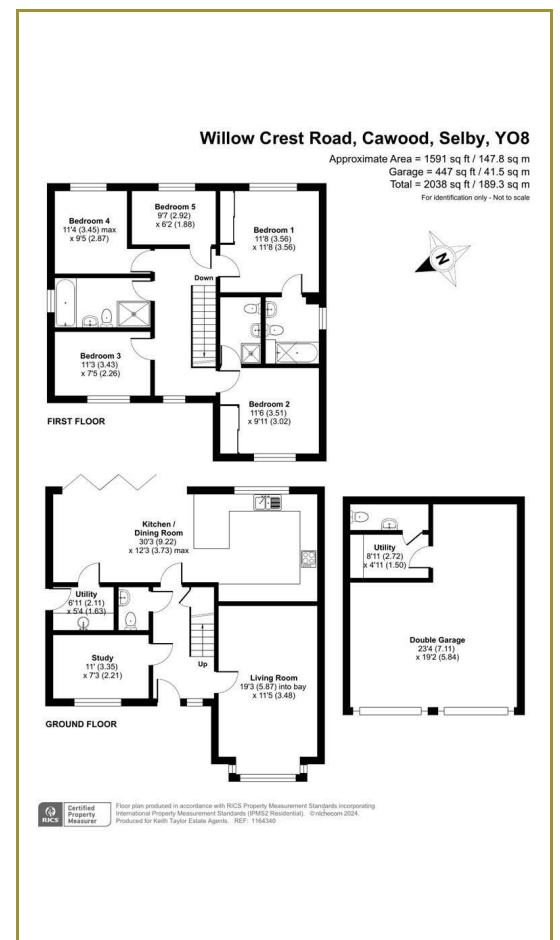 Willow Crest Road, Cawood, Selby, YO8
Approximate Area = 1591 sq ft / 147.8 sq m
Garage = 447 sq ft / 41.5 sq m
Total = 2038 sq ft / 189.3 sq m
For identification only - Not to scale
N
Bedroom 4
11'4 (3.45) max
x 9'5 (2.87)
Bedroom 5
9'7 (2.92)
x 6'2 (1.88)
Bedroom 1
11'8 (3.56)
x 11'8 (3.56)
Down
Bedroom 3
11'3 (3.43)
x 7'5 (2.26)
Bedroom 2
11'6 (3.51)
x 9'11 (3.02)
FIRST FLOOR
Kitchen /
Dining Room
30'3 (9.22)
x 12'3 (3.73) max
Utility
6'11 (2.11)
x 5'4 (1.63)
Study
11' (3.35)
x 7'3 (2.21)
Up
Living Room
19'3 (5.87) into bay
x 11'5 (3.48)
GROUND FLOOR
Utility
8'11 (2.72)
x 4'11 (1.50)
Double Garage
23'4 (7.11)
x 19'2 (5.84)
RICS
Certified
Property
Measurer
Floor plan produced in accordance with RICS Property Measurement Standards incorporating
International Property Measurement Standards (IPMS2 Residential). © nichecom 2024.
Produced for Keith Taylor Estate Agents. REF: 1164340